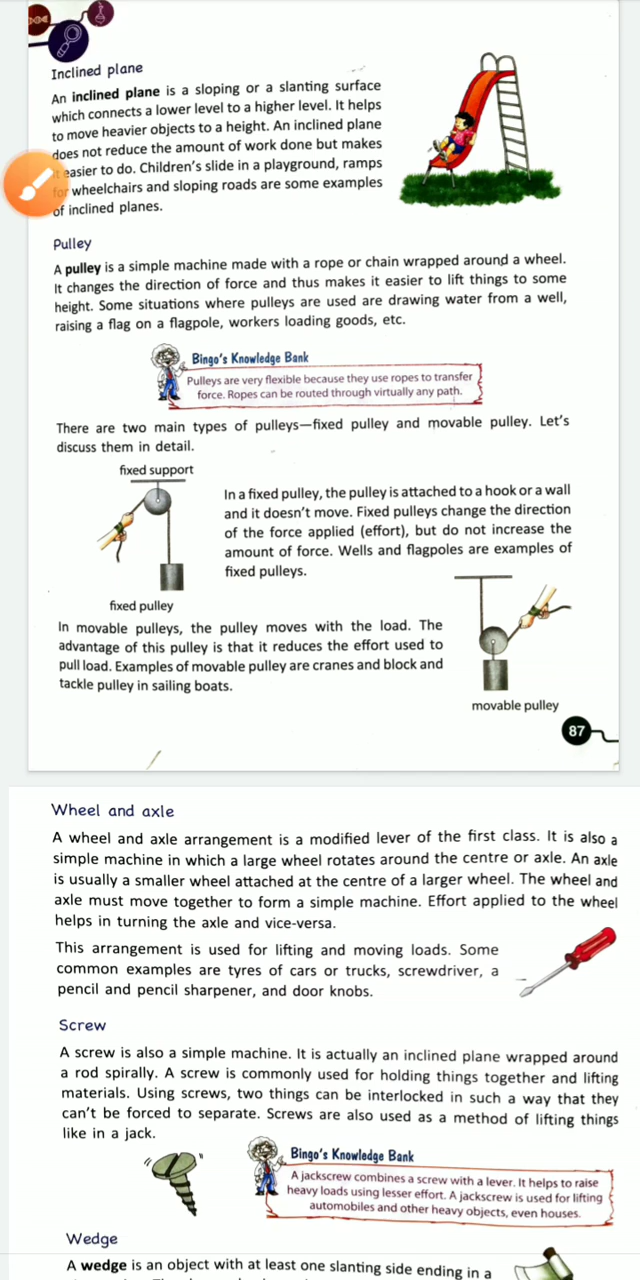 Inclined plane
An inclined plane is a sloping or a slanting surface
which connects a lower level to a higher level. It helps
to move heavier objects to a height. An inclined plane
does not reduce the amount of work done but makes
it easier to do. Children's slide in a playground, ramps
for wheelchairs and sloping roads are some examples
of inclined planes.
Pulley
A pulley is a simple machine made with a rope or chain wrapped around a wheel.
It changes the direction of force and thus makes it easier to lift things to some
height. Some situations where pulleys are used are drawing water from a well,
raising a flag on a flagpole, workers loading goods, etc.
Bingo's Knowledge Bank
Pulleys are very flexible because they use ropes to transfer
force. Ropes can be routed through virtually any path.
There are two main types of pulleys—fixed pulley and movable pulley. Let's
discuss them in detail.
fixed support
In a fixed pulley, the pulley is attached to a hook or a wall
and it doesn't move. Fixed pulleys change the direction
of the force applied (effort), but do not increase the
amount of force. Wells and flagpoles are examples of
fixed pulleys.
fixed pulley
In movable pulleys, the pulley moves with the load. The
advantage of this pulley is that it reduces the effort used to
pull load. Examples of movable pulley are cranes and block and
tackle pulley in sailing boats.
movable pulley
87
Wheel and axle
A wheel and axle arrangement is a modified lever of the first class. It is also a
simple machine in which a large wheel rotates around the centre or axle. An axle
is usually a smaller wheel attached at the centre of a larger wheel. The wheel and
axle must move together to form a simple machine. Effort applied to the wheel
helps in turning the axle and vice-versa.
This arrangement is used for lifting and moving loads. Some
common examples are tyres of cars or trucks, screwdriver, a
pencil and pencil sharpener, and door knobs.
Screw
A screw is also a simple machine. It is actually an inclined plane wrapped around
a rod spirally. A screw is commonly used for holding things together and lifting
materials. Using screws, two things can be interlocked in such a way that they
can't be forced to separate. Screws are also used as a method of lifting things
like in a jack.
Bingo's Knowledge Bank
A jackscrew combines a screw with a lever. It helps to raise
heavy loads using lesser effort. A jackscrew is used for lifting
automobiles and other heavy objects, even houses.
Wedge
A wedge is an object with at least one slanting side ending in a